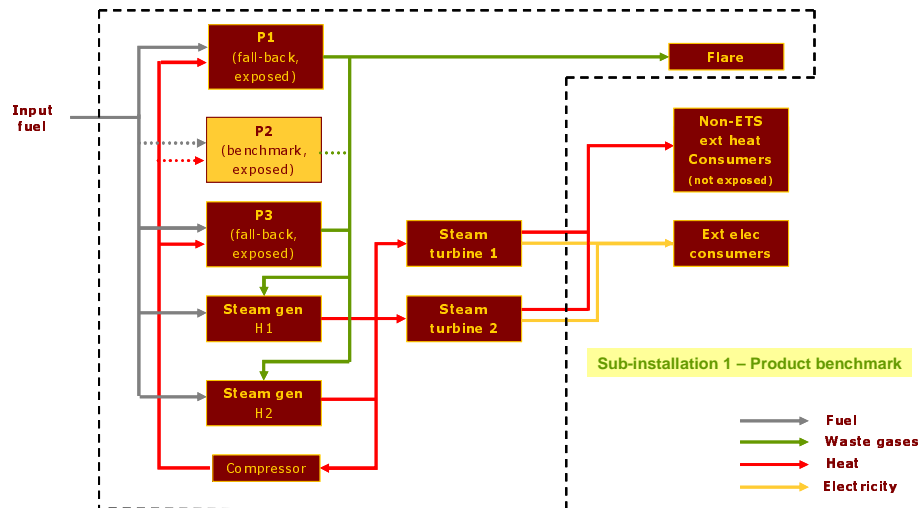 P1
(fall-back,
exposed)
Flare
Input
fuel
P2
(benchmark,
exposed)
Non-ETS
ext heat
Consumers
(not exposed)
P3
(fall-back,
exposed)
Steam
turbine 1
Ext elec
consumers
Steam gen
H1
Steam
turbine 2
Sub-installation 1 – Product benchmark
Steam gen
H2
Fuel
Waste gases
Compressor
Heat
Electricity